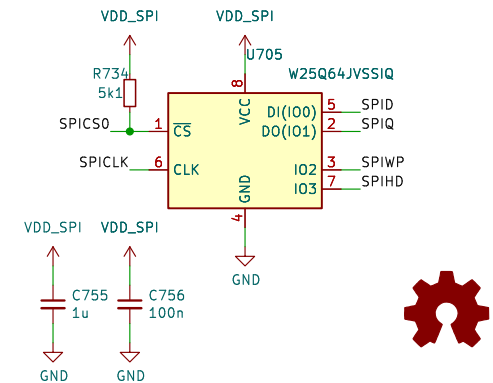 VDD_SPI VDD_SPI
U705
R734 W25Q64JVSSIQ
5k1
8
VCC
DI(IO0) 5 SPID
SPICS0 1 CS DO(IO1) 2 SPIQ
SPICLK 6 CLK IO2 3 SPIWP
IO3 7 SPIHD
GND
4
VDD_SPI VDD_SPI
GND
C755 C756
1u 100n
GND GND